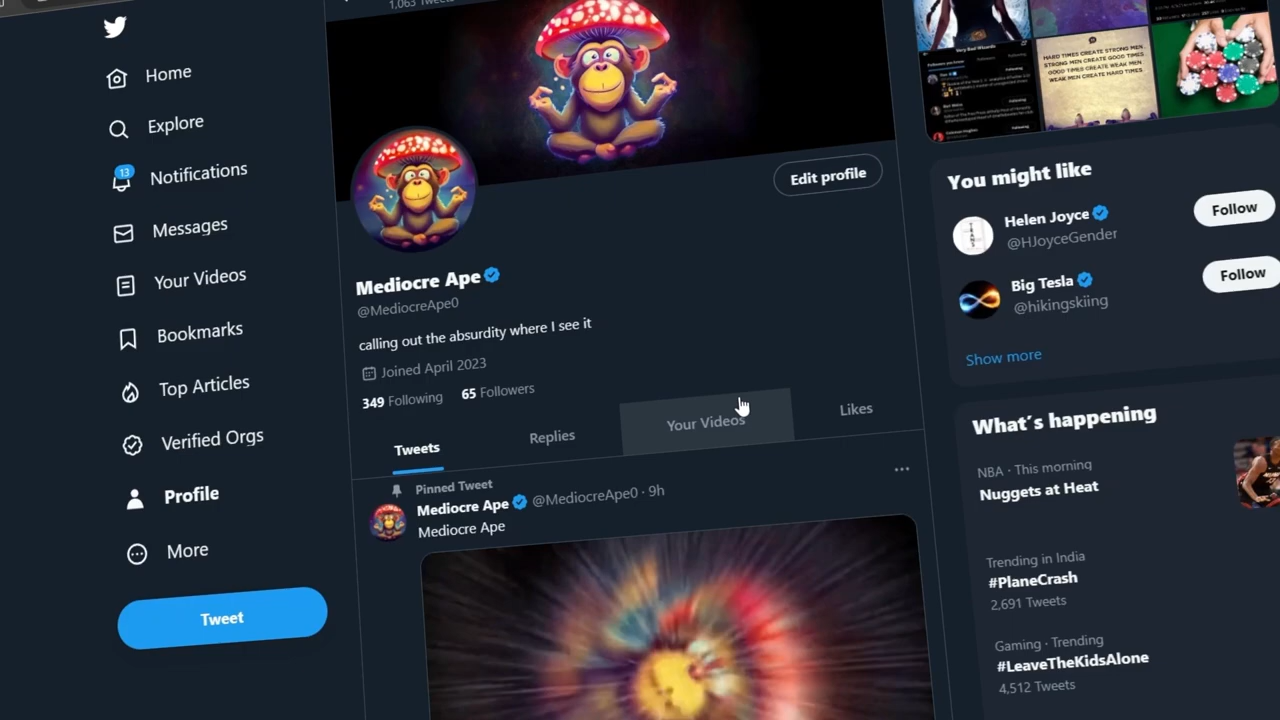 1,063 Tweets
Home
Explore
13
Notifications
Messages
Your Videos
Bookmarks
Top Articles
Verified Orgs
Profile
More
Tweet
Edit profile
Mediocre Ape
@MediocreApe0
calling out the absurdity where I see it
Joined April 2023
349 Following 65 Followers
Tweets Replies Your Videos Likes
Pinned Tweet
Mediocre Ape @MediocreApe0 · 9h
Mediocre Ape
Very Bad Wizards
HARD TIMES CREATE STRONG MEN,
STRONG MEN CREATE GOOD TIMES
GOOD TIMES CREATE WEAK MEN
WEAK MEN CREATE HARD TIMES
You might like
Helen Joyce
@HJoyceGender
Follow
Big Tesla
@hikingskiing
Follow
Show more
What's happening
NBA · This morning
Nuggets at Heat
Trending in India
#PlaneCrash
2,691 Tweets
Gaming · Trending
#LeaveTheKidsAlone
4,512 Tweets